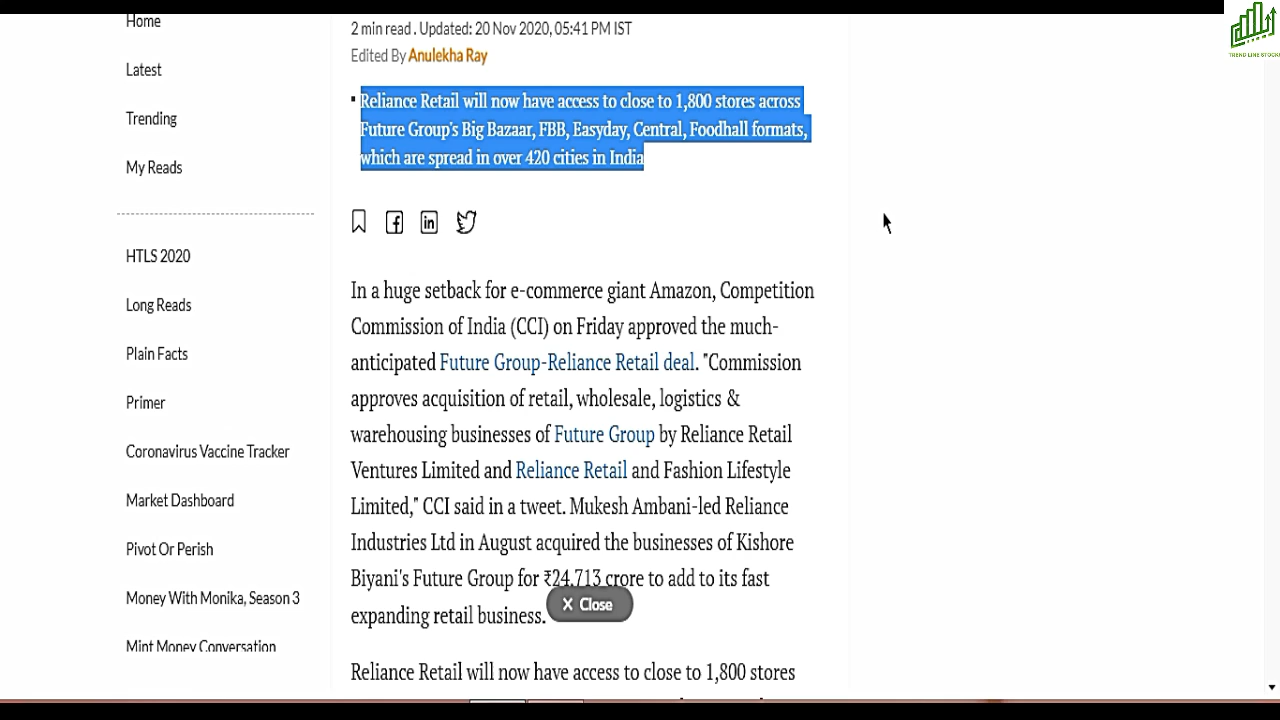 Home
Latest
Trending
My Reads
HTLS 2020
Long Reads
Plain Facts
Primer
Coronavirus Vaccine Tracker
Market Dashboard
Pivot Or Perish
Money With Monika, Season 3
Mint Money Conversation
2 min read . Updated: 20 Nov 2020, 05:41 PM IST
Edited By Anulekha Ray
Reliance Retail will now have access to close to 1,800 stores across
Future Group's Big Bazaar, FBB, Easyday, Central, Foodhall formats,
which are spread in over 420 cities in India
In a huge setback for e-commerce giant Amazon, Competition
Commission of India (CCI) on Friday approved the much-
anticipated Future Group-Reliance Retail deal. "Commission
approves acquisition of retail, wholesale, logistics &
warehousing businesses of Future Group by Reliance Retail
Ventures Limited and Reliance Retail and Fashion Lifestyle
Limited," CCI said in a tweet. Mukesh Ambani-led Reliance
Industries Ltd in August acquired the businesses of Kishore
Biyani's Future Group for ₹24,713 crore to add to its fast
expanding retail business.
X Close
Reliance Retail will now have access to close to 1,800 stores
TREND LINE STOCK